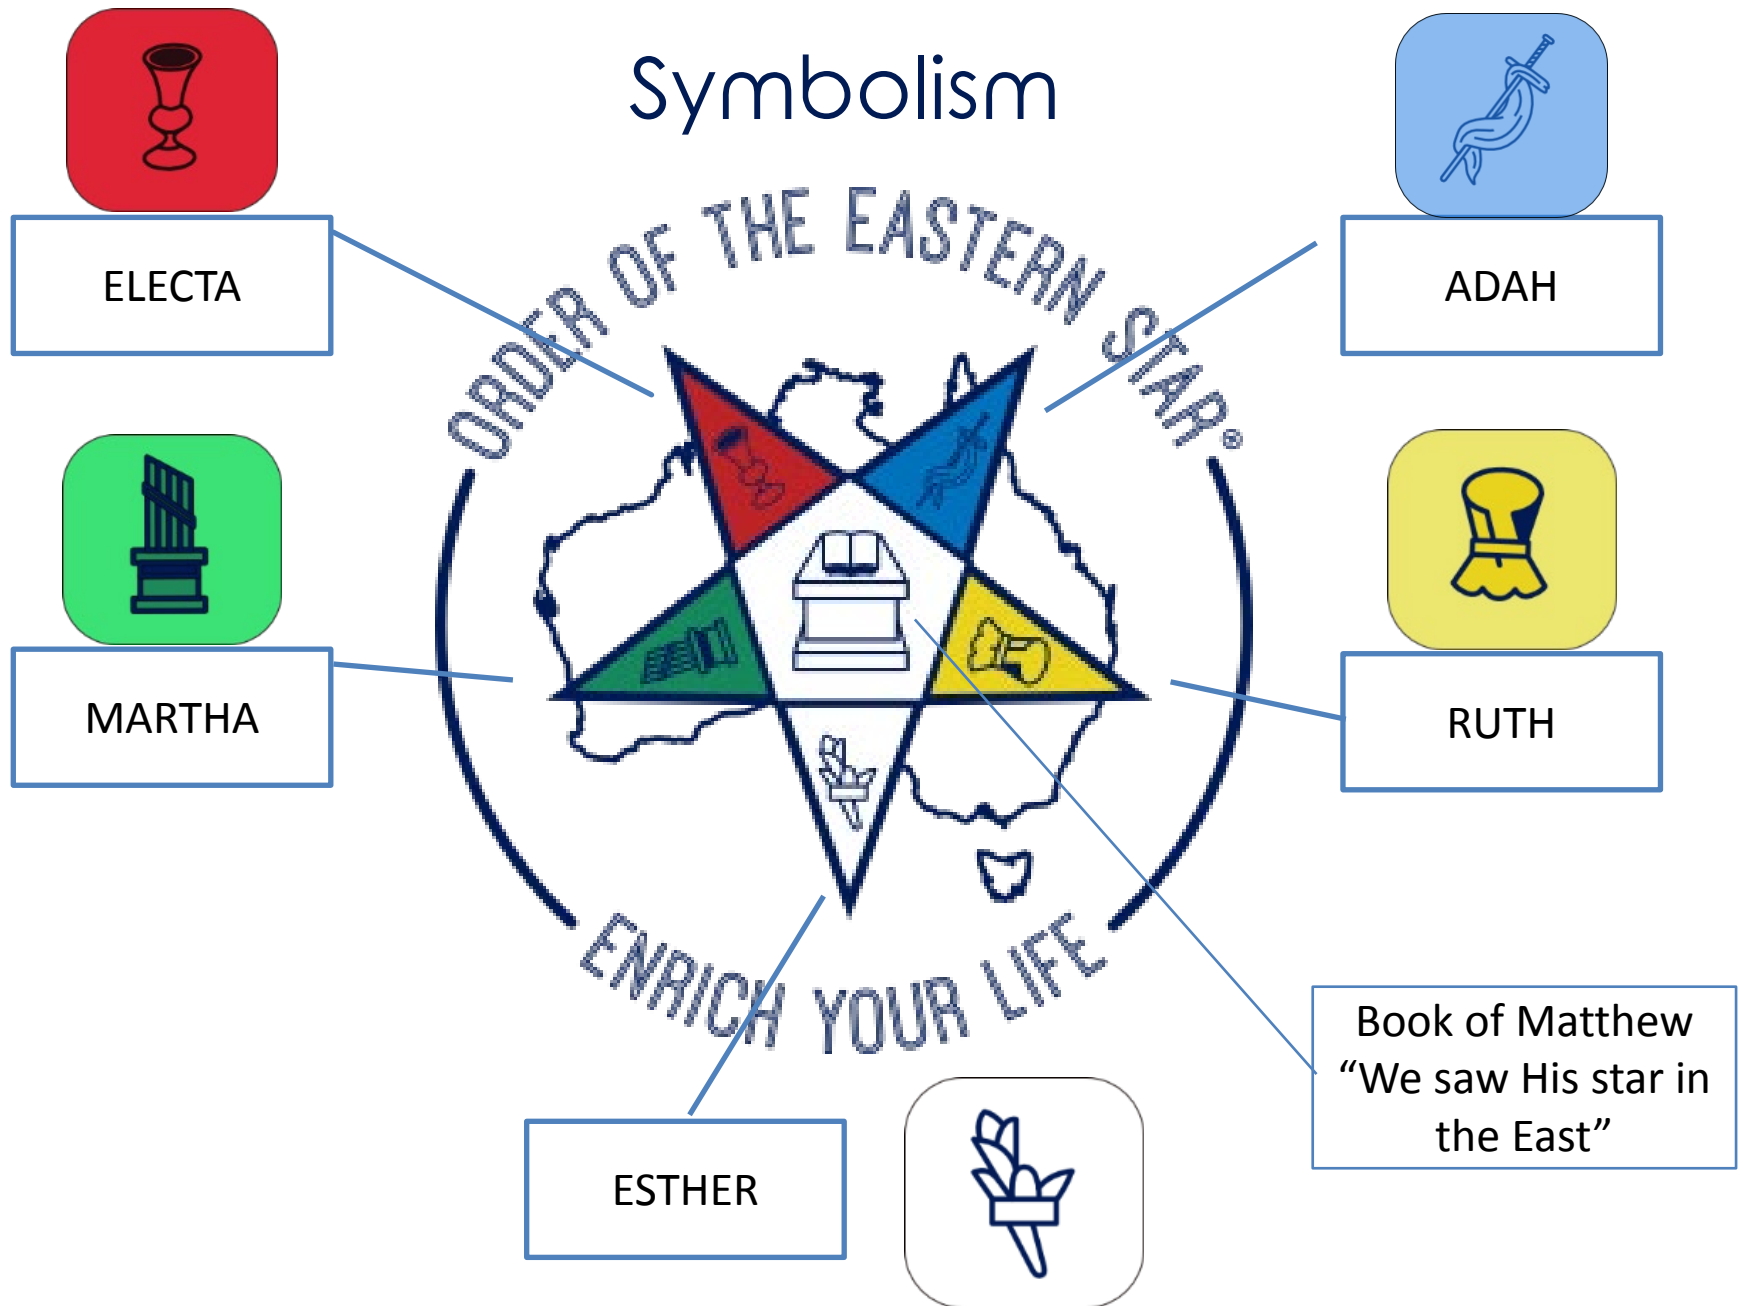 Symbolism
ORDER OF THE EASTERN STAR®
ELECTA
ADAH
MARTHA
RUTH
ENRICH YOUR LIFE
Book of Matthew
“We saw His star in
the East”
ESTHER